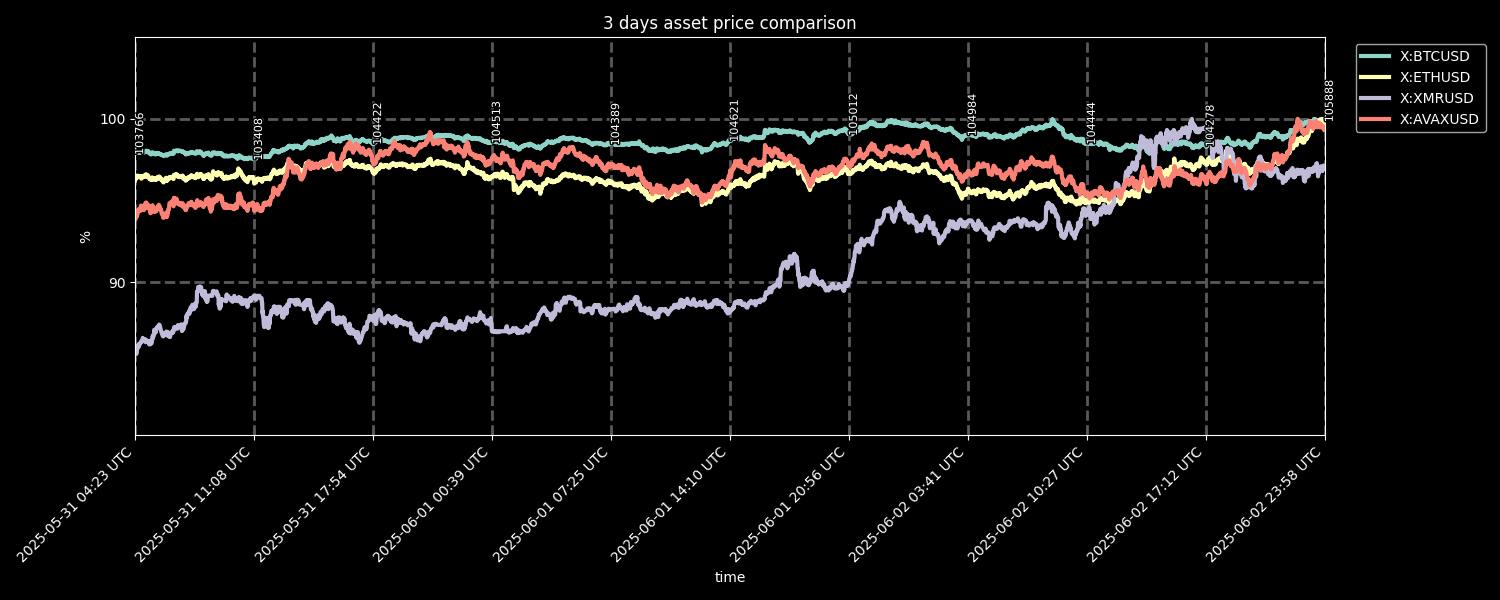 3 days asset price comparison
X:BTCUSD
X:ETHUSD
X:XMRUSD
X:AVAXUSD
100
90
%
103766
103408
104422
104513
104389
104621
105012
104984
104444
104278
105888
2025-05-31 04:23 UTC
2025-05-31 11:08 UTC
2025-05-31 17:54 UTC
2025-06-01 00:39 UTC
2025-06-01 07:25 UTC
2025-06-01 14:10 UTC
2025-06-01 20:56 UTC
2025-06-02 03:41 UTC
2025-06-02 10:27 UTC
2025-06-02 17:12 UTC
2025-06-02 23:58 UTC
time